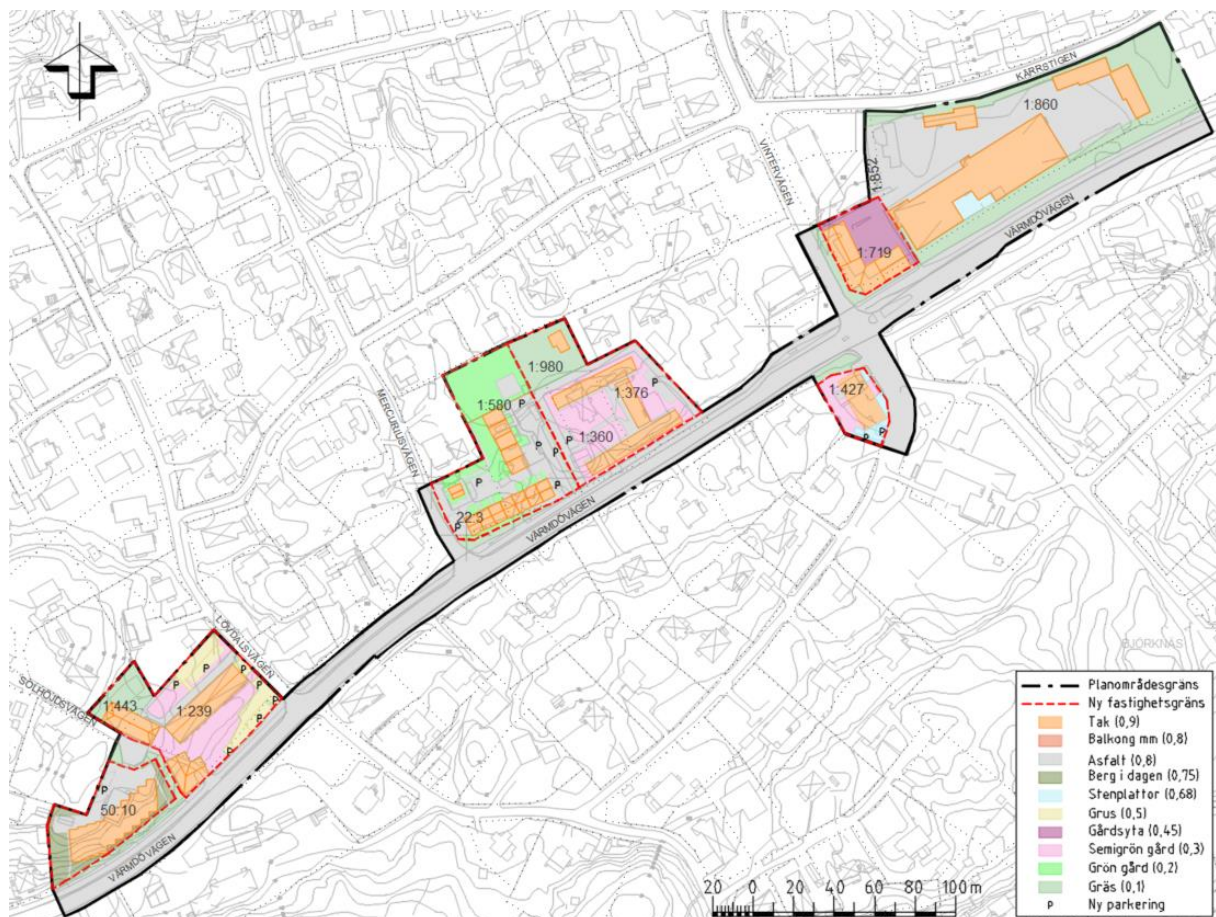 KÄRRSTIGEN
1:860
VINTERVÄGEN
1:852
VÄRMDÖVÄGEN
1:719
1:980
1:376
1:427
P
MERCURIUSVÄGEN
1:580
P
P
1:360
P
P
P
P
P
P
22:3
P
VÄRMDÖVÄGEN
LÖVDALSVÄGEN
BJÖRKNÄS
P
P
P
SOLHÖJDSVÄGEN
1:443
1:239
P
P
P
P
50:10
VÄRMDÖVÄGEN
Planområdesgräns
Ny fastighetsgräns
Tak (0,9)
Balkong mm (0,8)
Asfalt (0,8)
Berg i dagen (0,75)
Stenplattor (0,68)
Grus (0,5)
Gårdsyta (0,45)
Semigrön gård (0,3)
Grön gård (0,2)
Gräs (0,1)
P Ny parkering
20 0 20 40 60 80 100 m